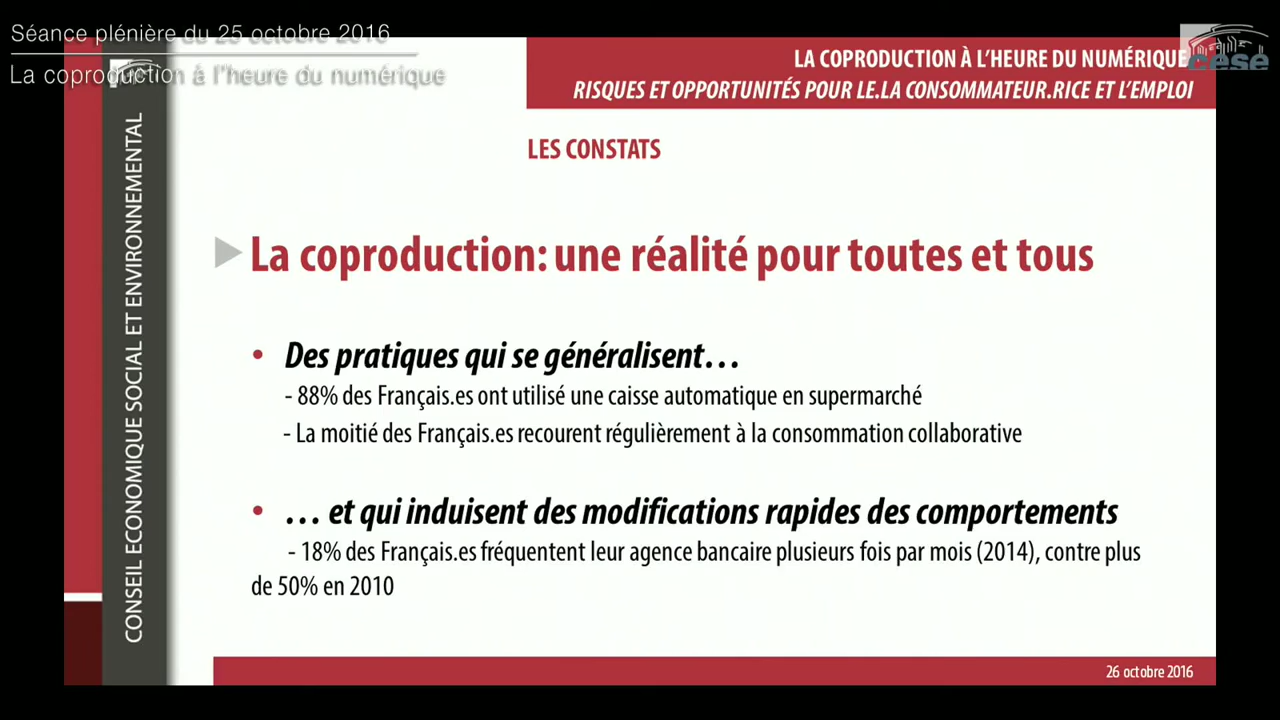 Séance plénière du 25 octobre 2016
La coproduction à l'heure du numérique
cese
LA COPRODUCTION À L'HEURE DU NUMÉRIQUE
RISQUES ET OPPORTUNITÉS POUR LE.LA CONSOMMATEUR.RICE ET L'EMPLOI
CONSEIL ECONOMIQUE SOCIAL ET ENVIRONNEMENTAL
LES CONSTATS
La coproduction: une réalité pour toutes et tous
• Des pratiques qui se généralisent…
- 88% des Français.es ont utilisé une caisse automatique en supermarché
- La moitié des Français.es recourent régulièrement à la consommation collaborative
• … et qui induisent des modifications rapides des comportements
- 18% des Français.es fréquentent leur agence bancaire plusieurs fois par mois (2014), contre plus
de 50% en 2010
26 octobre 2016